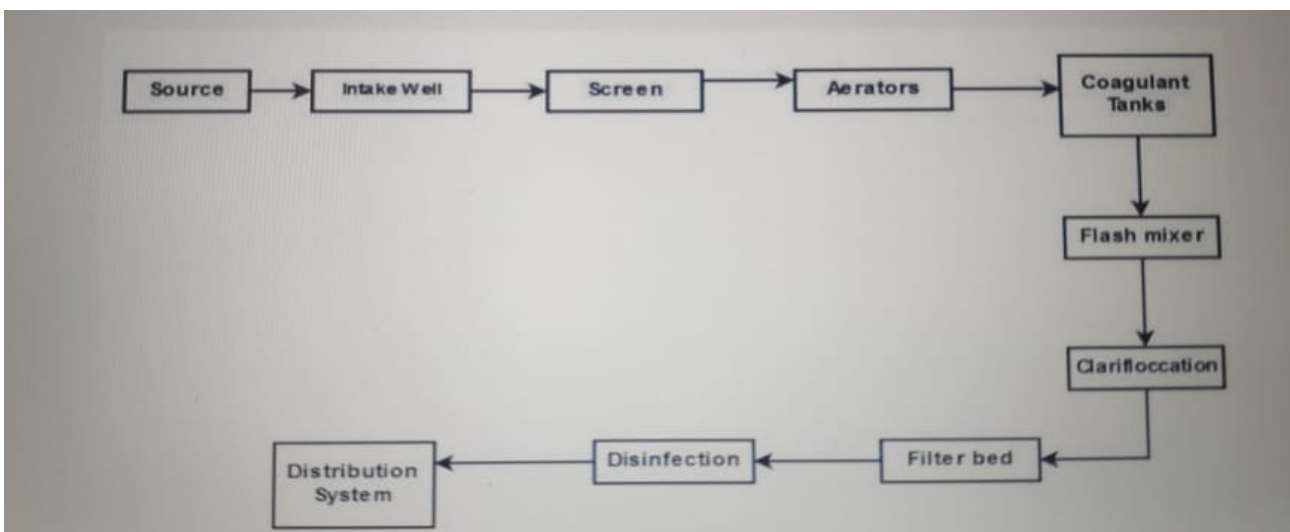 Source
Intake Well
Screen
Aerators
Coagulant
Tanks
Flash mixer
Clarifloccation
Filter bed
Disinfection
Distribution
System